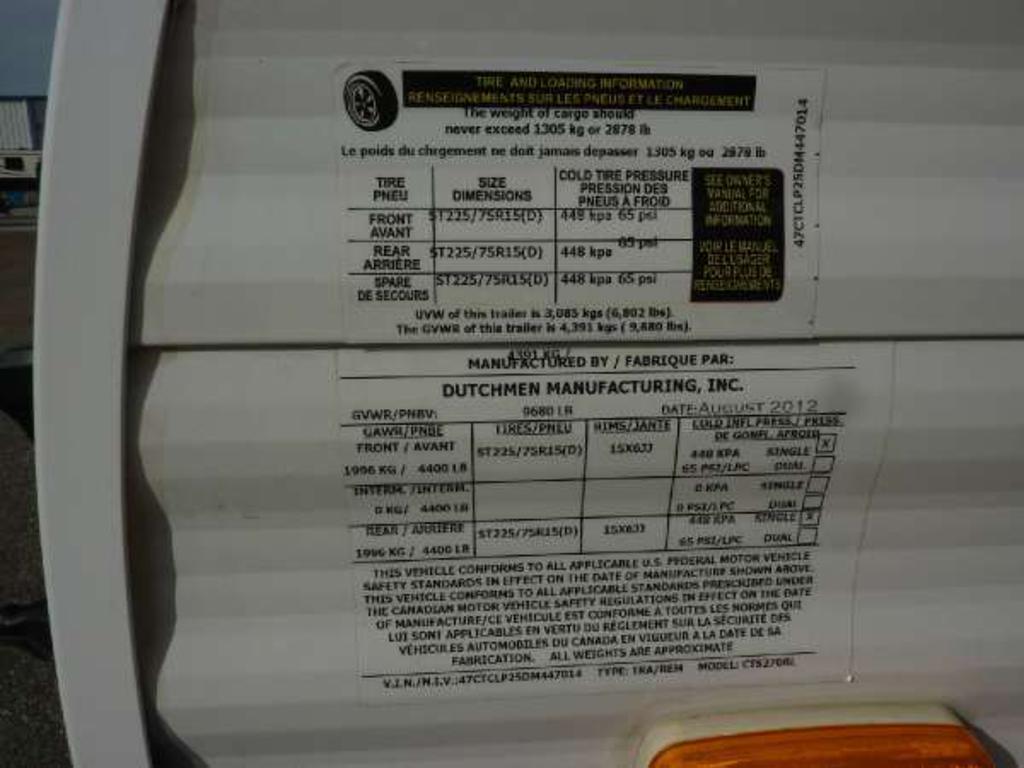 TIRE AND LOADING INFORMATION
RENSEIGNEMENTS SUR LES PNEUS ET LE CHARGEMENT
The weight of cargo should
never exceed 1305 kg or 2878 lb
Le poids du chrgement ne doit jamais depasser 1305 kg ou 2878 lb
TIRE PNEU SIZE DIMENSIONS COLD TIRE PRESSURE PRESSION DES PNEUS À FROID
FRONT AVANT ST225/75R15(D) 448 kpa 65 psi
REAR ARRIÈRE ST225/75R15(D) 448 kpa 65 psi
SPARE DE SECOURS ST225/75R15(D) 448 kpa 65 psi
SEE OWNER'S
MANUAL FOR
ADDITIONAL
INFORMATION
VOIR LE MANUEL
DE L'USAGER
POUR PLUS DE
RENSEIGNEMENTS
47CTCLP25DM447014
UVW of this trailer is 3,085 kgs (6,802 lbs).
The GVWR of this trailer is 4,391 kgs ( 9,680 lbs).
4391 KG /
MANUFACTURED BY / FABRIQUE PAR:
DUTCHMEN MANUFACTURING, INC.
GVWR/PNBV: 9680 LB DATE: AUGUST 2012
GAWR/PNBE TIRES/PNEU RIMS/JANTE COLD INFL PRESS./ PRESS.
DE GONFL. AFROID
FRONT / AVANT ST225/75R15(D) 15X6JJ 448 KPA SINGLE X
1996 KG / 4400 LB 65 PSI/LPC DUAL
INTERM. /INTERM. 0 KPA SINGLE
0 KG/ 4400 LB 0 PSI/LPC DUAL
REAR / ARRIERE ST225/75R15(D) 15X6JJ 448 KPA SINGLE X
1996 KG / 4400 LB 65 PSI/LPC DUAL
THIS VEHICLE CONFORMS TO ALL APPLICABLE U.S. FEDERAL MOTOR VEHICLE
SAFETY STANDARDS IN EFFECT ON THE DATE OF MANUFACTURE SHOWN ABOVE.
THIS VEHICLE CONFORMS TO ALL APPLICABLE STANDARDS PRESCRIBED UNDER
THE CANADIAN MOTOR VEHICLE SAFETY REGULATIONS IN EFFECT ON THE DATE
OF MANUFACTURE/CE VEHICULE EST CONFORME A TOUTES LES NORMES QUI
LUI SONT APPLICABLES EN VERTU DU RÈGLEMENT SUR LA SÉCURITÉ DES
VÉHICULES AUTOMOBILES DU CANADA EN VIGUEUR A LA DATE DE SA
FABRICATION. ALL WEIGHTS ARE APPROXIMATE
V.I.N./N.I.V.:47CTCLP25DM447014 TYPE: TRA/REM MODEL: